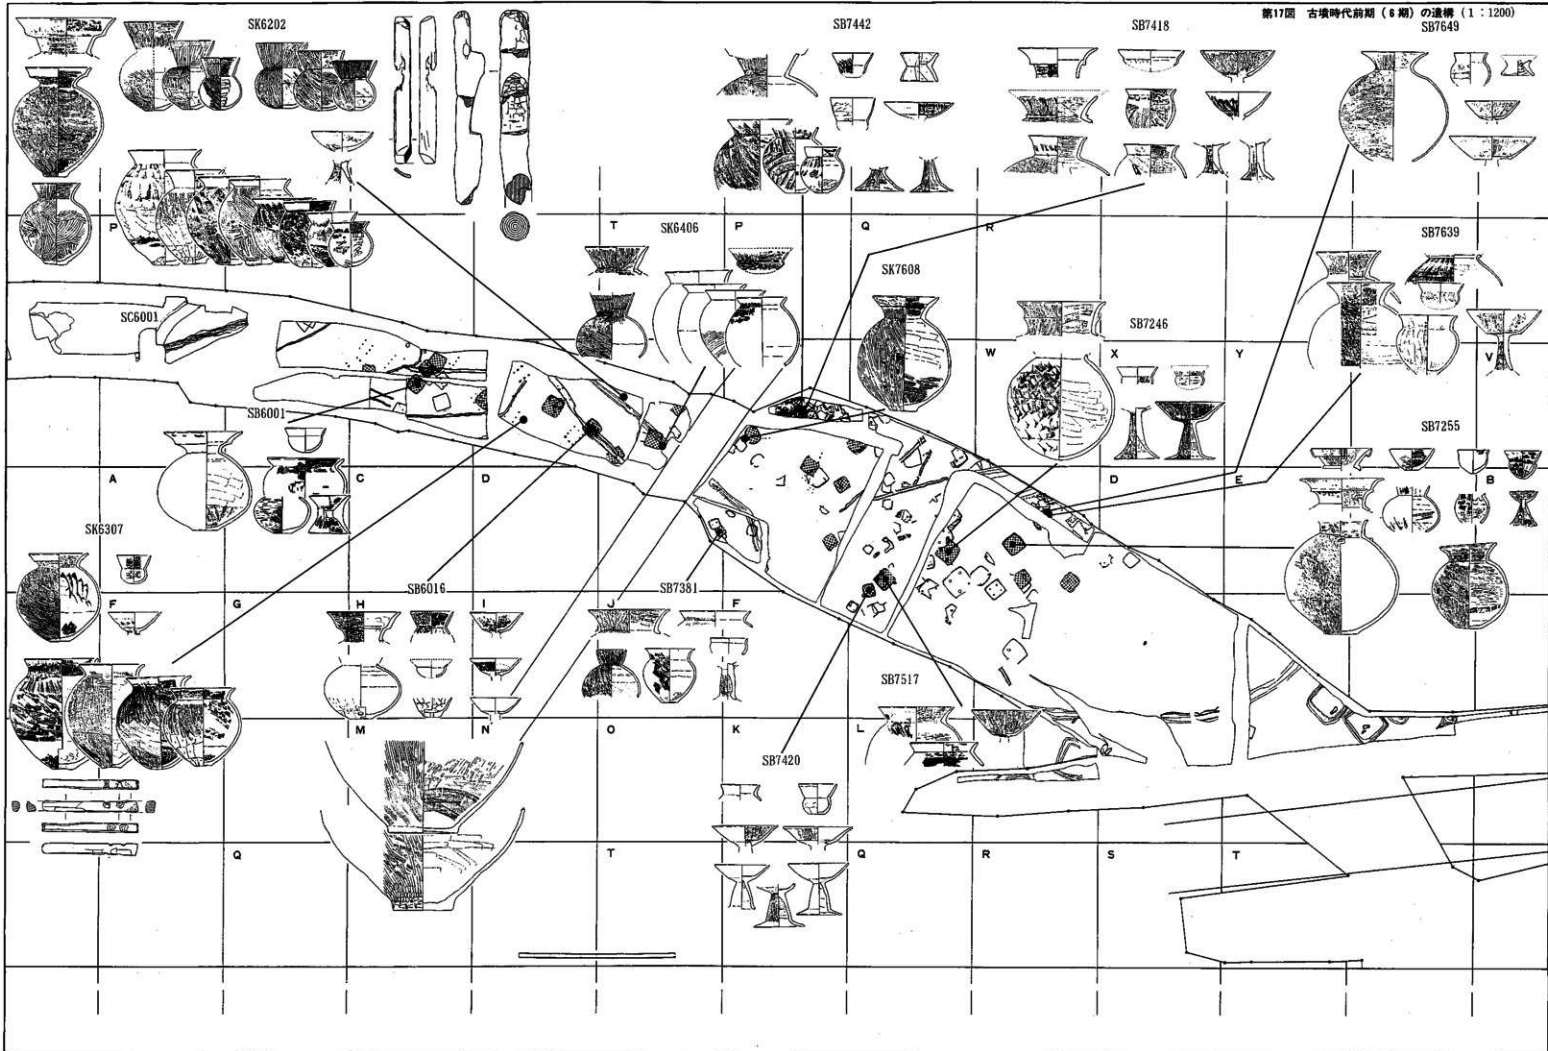 第17図 古墳時代前期(6期)の遺構(1:1200)
SK6202
SB7442
SB7418
SB7649
P
T
SK6406
P
Q
R
SB7639
SK7608
SC6001
W
SB7246
X
Y
V
SB6001
SB7255
A
C
D
D
E
B
SK6307
SB6016
SB7381
F
G
H
I
J
F
SB7517
M
N
O
K
L
SB7420
Q
T
Q
R
S
T